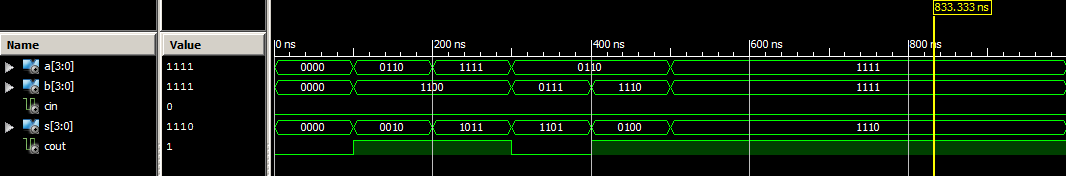 833.333 ns
Name Value 0 ns 200 ns 400 ns 600 ns 800 ns
a[3:0] 1111 0000 0110 1111 0110 1111
b[3:0] 1111 0000 1100 0111 1110 1111
cin 0
s[3:0] 1110 0000 0010 1011 1101 0100 1110
cout 1